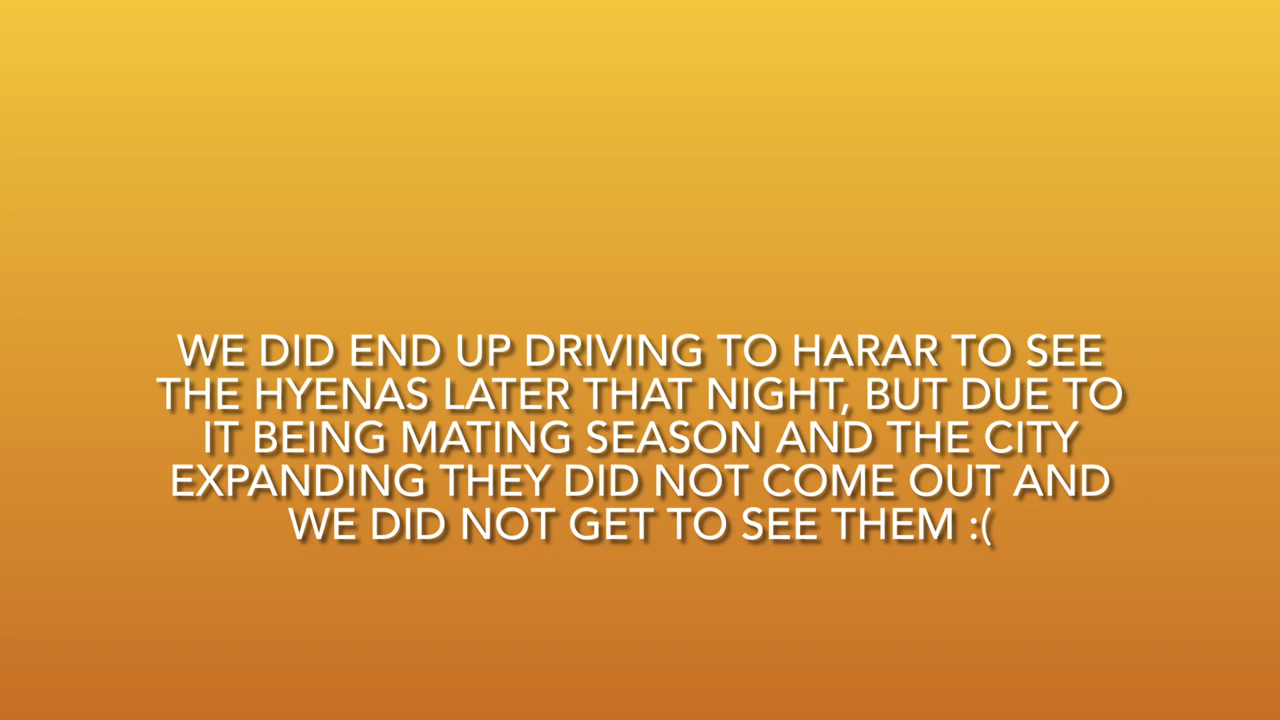 WE DID END UP DRIVING TO HARAR TO SEE
THE HYENAS LATER THAT NIGHT, BUT DUE TO
IT BEING MATING SEASON AND THE CITY
EXPANDING THEY DID NOT COME OUT AND
WE DID NOT GET TO SEE THEM :(